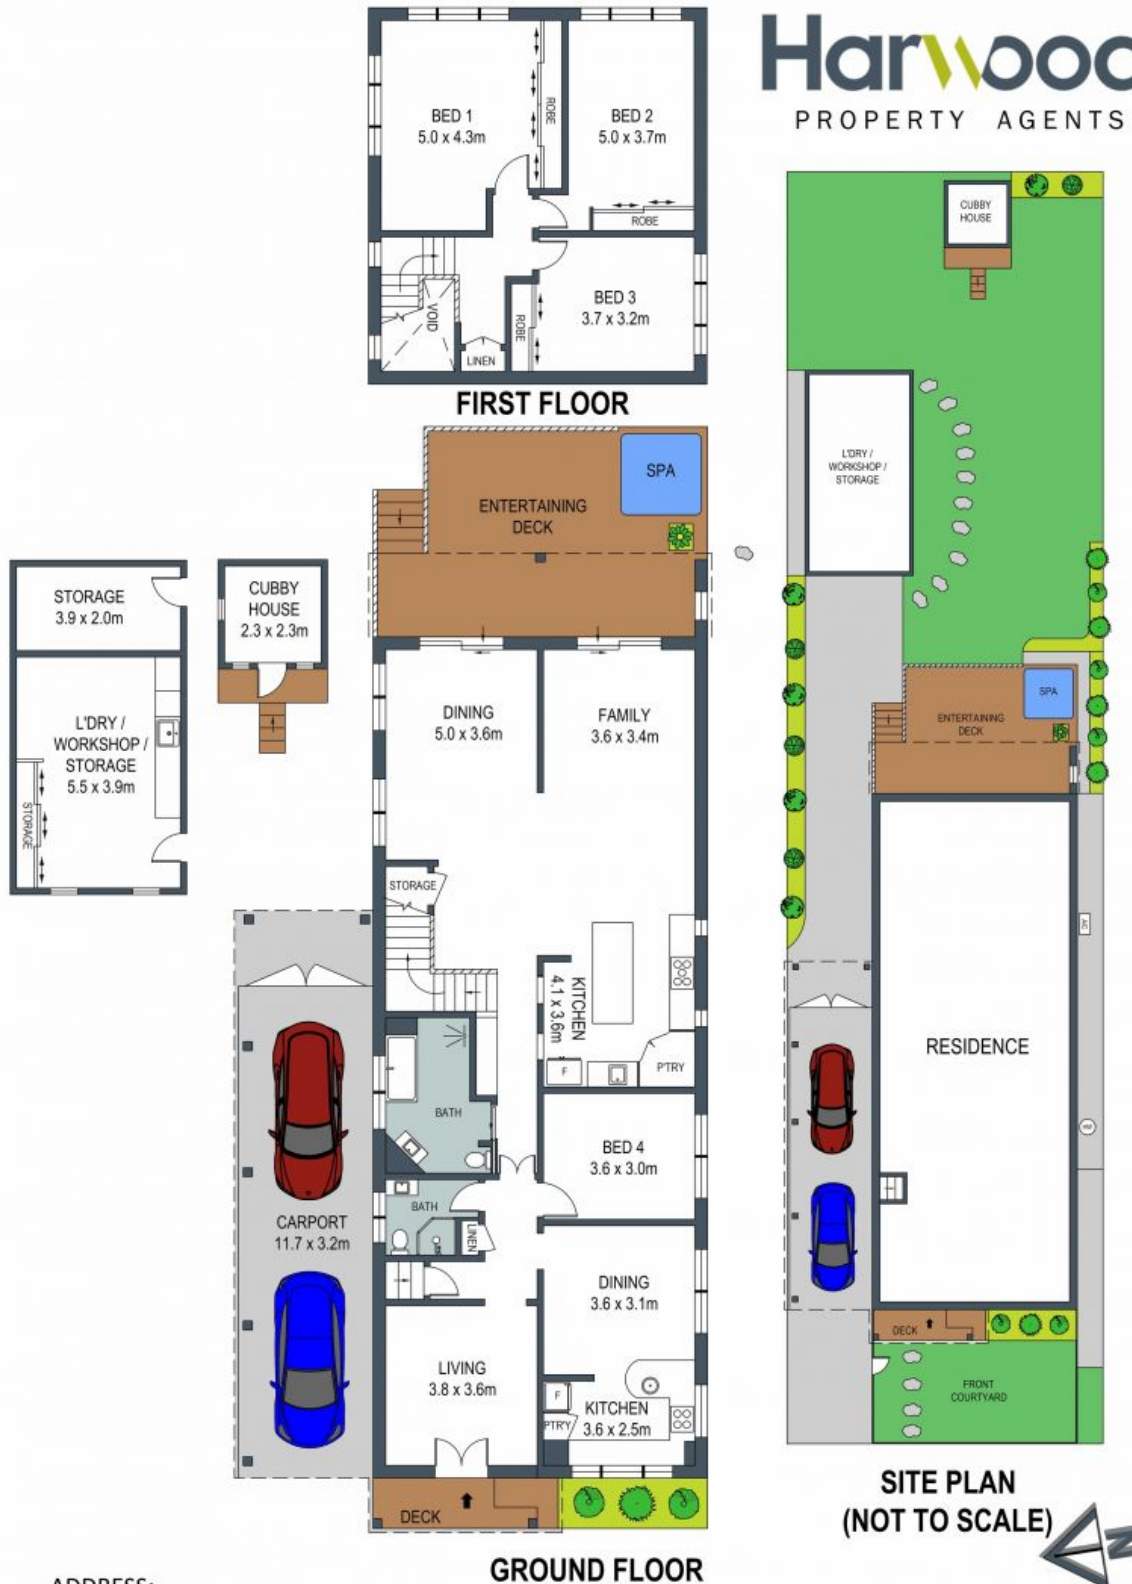 Harwood
PROPERTY AGENTS
BED 1
5.0 x 4.3m
ROBE
BED 2
5.0 x 3.7m
ROBE
BED 3
3.7 x 3.2m
ROBE
VOID
LINEN
FIRST FLOOR
SPA
ENTERTAINING
DECK
STORAGE
3.9 x 2.0m
L'DRY /
WORKSHOP /
STORAGE
5.5 x 3.9m
STORAGE
CUBBY
HOUSE
2.3 x 2.3m
DINING
5.0 x 3.6m
FAMILY
3.6 x 3.4m
STORAGE
KITCHEN
4.1 x 3.6m
F
PTRY
BATH
BED 4
3.6 x 3.0m
BATH
LINEN
CARPORT
11.7 x 3.2m
DINING
3.6 x 3.1m
LIVING
3.8 x 3.6m
F
PTRY
KITCHEN
3.6 x 2.5m
DECK
GROUND FLOOR
CUBBY
HOUSE
L'DRY /
WORKSHOP /
STORAGE
SPA
ENTERTAINING
DECK
A/C
RESIDENCE
HW
DECK
FRONT
COURTYARD
SITE PLAN
(NOT TO SCALE)
N
ADDRESS: